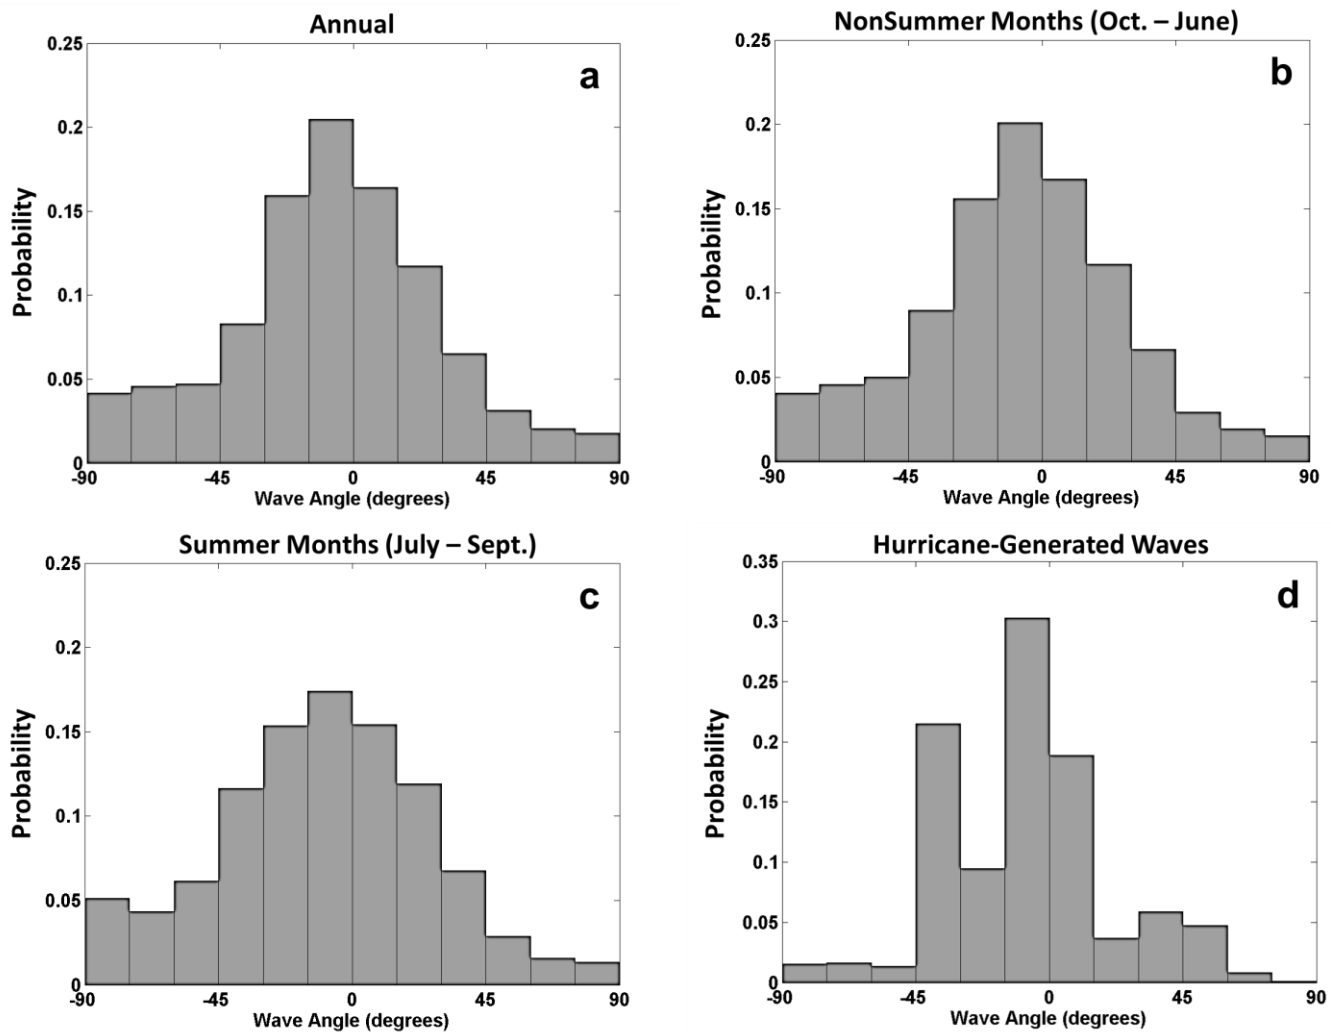 Annual
a
0.25
0.2
0.15
0.1
0.05
0
Probability
-90 -45 0 45 90
Wave Angle (degrees)
NonSummer Months (Oct. – June)
b
0.25
0.2
0.15
0.1
0.05
0
Probability
-90 -45 0 45 90
Wave Angle (degrees)
Summer Months (July – Sept.)
c
0.25
0.2
0.15
0.1
0.05
0
Probability
-90 -45 0 45 90
Wave Angle (degrees)
Hurricane-Generated Waves
d
0.35
0.3
0.25
0.2
0.15
0.1
0.05
0
Probability
-90 -45 0 45 90
Wave Angle (degrees)